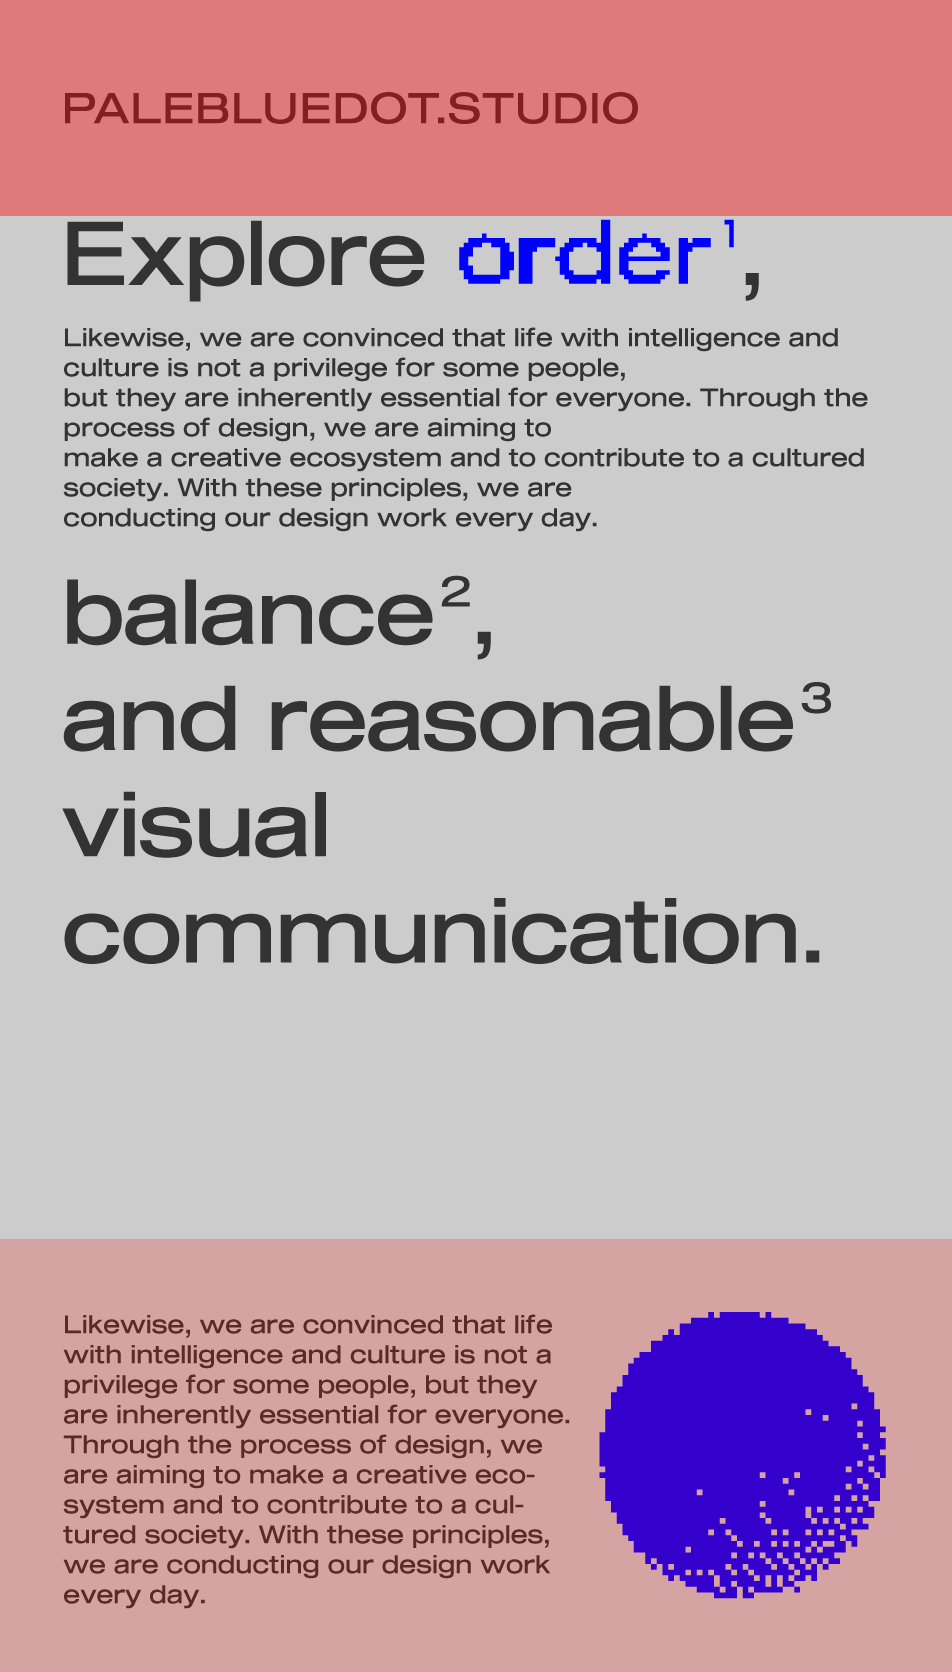 PALEBLUEDOT.STUDIO
Explore order¹,
Likewise, we are convinced that life with intelligence and
culture is not a privilege for some people,
but they are inherently essential for everyone. Through the
process of design, we are aiming to
make a creative ecosystem and to contribute to a cultured
society. With these principles, we are
conducting our design work every day.
balance²,
and reasonable³
visual
communication.
Likewise, we are convinced that life
with intelligence and culture is not a
privilege for some people, but they
are inherently essential for everyone.
Through the process of design, we
are aiming to make a creative eco-
system and to contribute to a cul-
tured society. With these principles,
we are conducting our design work
every day.